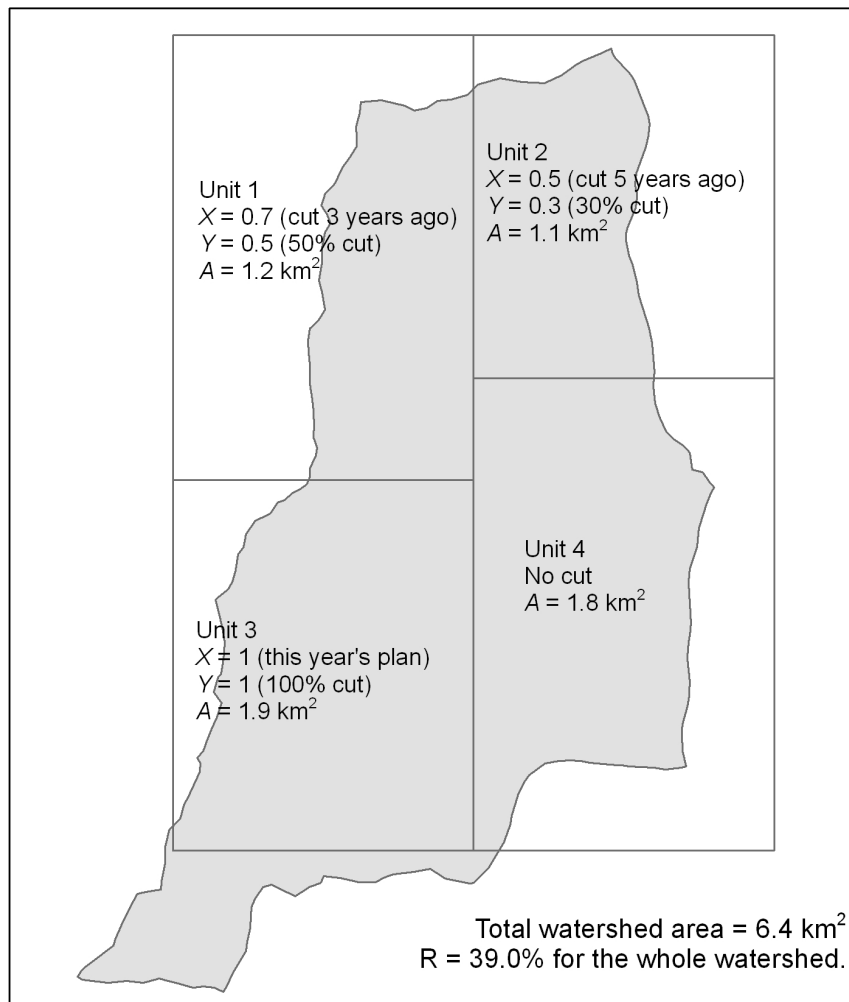 Unit 1
X = 0.7 (cut 3 years ago)
Y = 0.5 (50% cut)
A = 1.2 km²
Unit 2
X = 0.5 (cut 5 years ago)
Y = 0.3 (30% cut)
A = 1.1 km²
Unit 3
X = 1 (this year's plan)
Y = 1 (100% cut)
A = 1.9 km²
Unit 4
No cut
A = 1.8 km²
Total watershed area = 6.4 km²
R = 39.0% for the whole watershed.